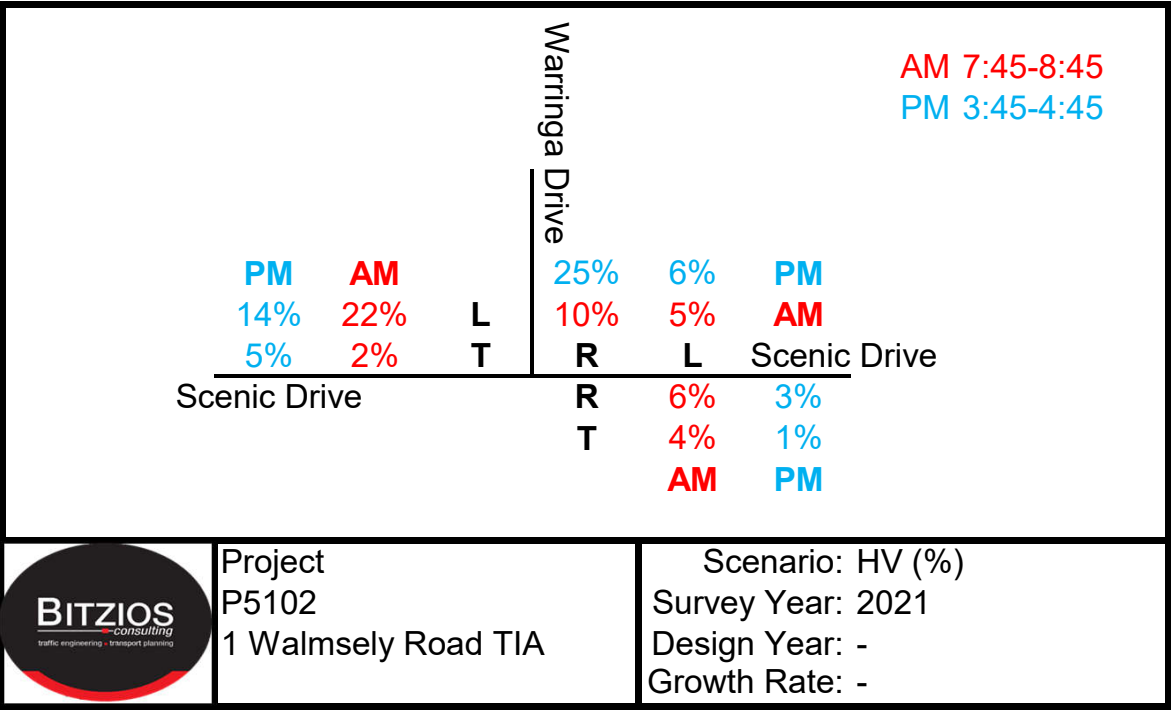 Warringa Drive
AM 7:45-8:45
PM 3:45-4:45
PM AM 25% 6% PM
14% 22% L 10% 5% AM
5% 2% T R L Scenic Drive
Scenic Drive R 6% 3%
T 4% 1%
AM PM
BITZIOS
consulting
traffic engineering • transport planning
Project
P5102
1 Walmsely Road TIA
Scenario: HV (%)
Survey Year: 2021
Design Year: -
Growth Rate: -